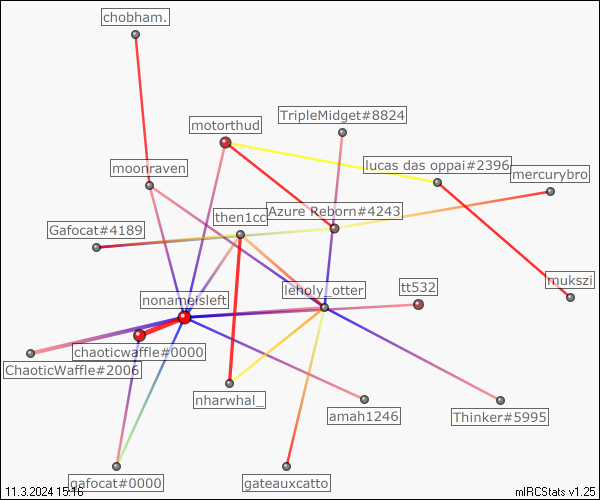 chobham.
TripleMidget#8824
motorthud
lucas das oppai#2396
moonraven
mercurybro
then1cc
Azure Reborn#4243
Gafocat#4189
tt532
leholy_otter
mukszi
nonameisleft
chaoticwaffle#0000
ChaoticWaffle#2006
nharwhal_
amah1246
Thinker#5995
gafocat#0000
gateauxcatto
11.3.2024 15:16
mIRCStats v1.25